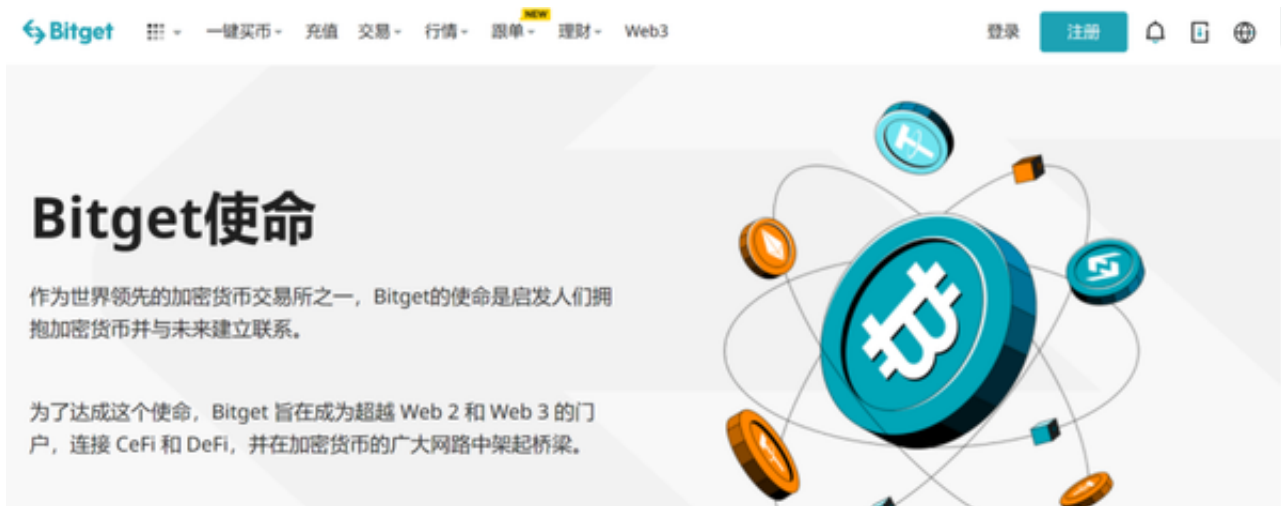 Bitget 一键买币 充值 交易 行情 跟单 NEW 理财 Web3 登录 注册
Bitget使命
作为世界领先的加密货币交易所之一，Bitget的使命是启发人们拥
抱加密货币并与未来建立联系。
为了达成这个使命，Bitget 旨在成为超越 Web 2 和 Web 3 的门
户，连接 CeFi 和 DeFi，并在加密货币的广大网路中架起桥梁。